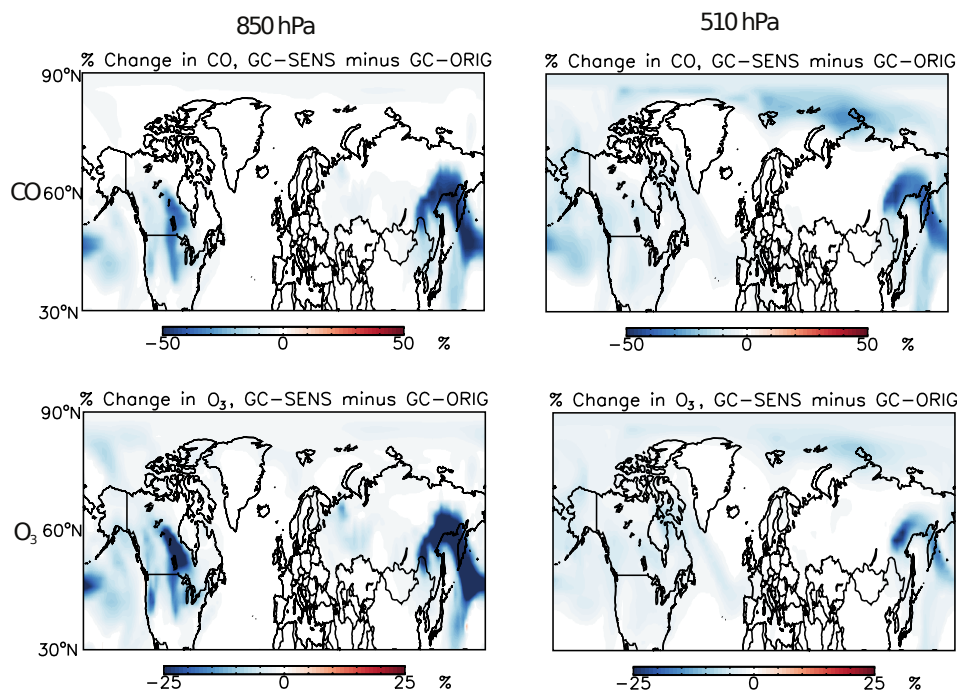 850 hPa
510 hPa
% Change in CO, GC-SENS minus GC-ORIG
% Change in CO, GC-SENS minus GC-ORIG
90°N
CO
60°N
30°N
−50 0 50 %
−50 0 50 %
% Change in O₃, GC-SENS minus GC-ORIG
% Change in O₃, GC-SENS minus GC-ORIG
90°N
O₃
60°N
30°N
−25 0 25 %
−25 0 25 %